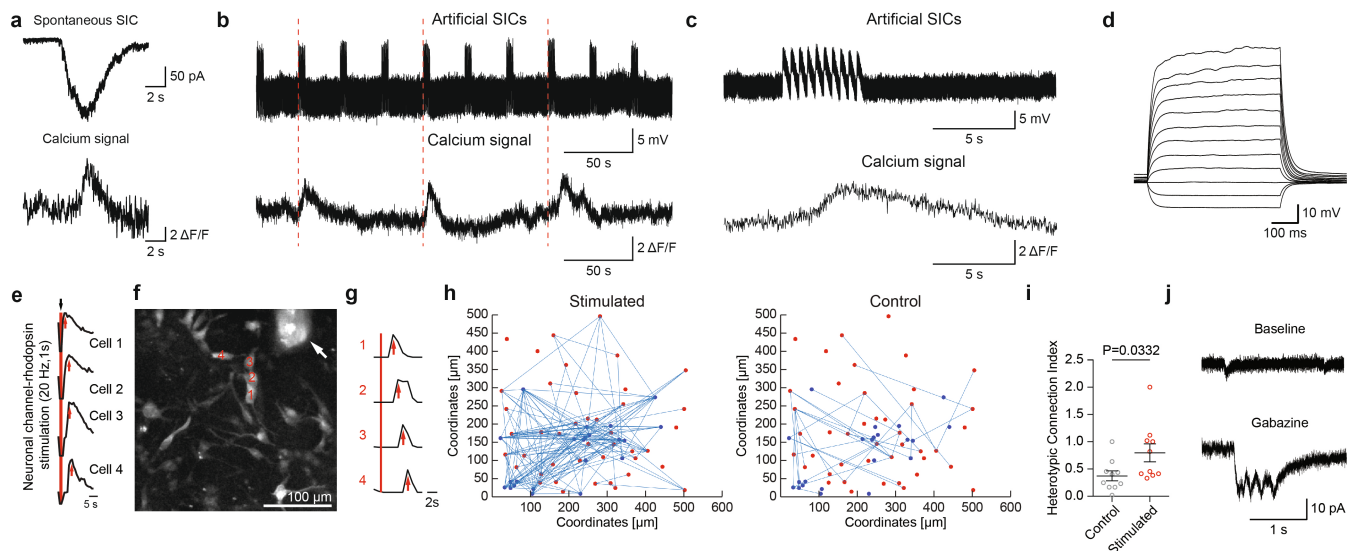 a
Spontaneous SIC
50 pA
2 s
Calcium signal
2 ΔF/F
2 s
b
Artificial SICs
5 mV
50 s
Calcium signal
2 ΔF/F
50 s
c
Artificial SICs
5 mV
5 s
Calcium signal
2 ΔF/F
5 s
d
10 mV
100 ms
e
Neuronal channel-rhodopsin
stimulation (20 Hz,1s)
Cell 1
Cell 2
Cell 3
Cell 4
5 s
f
4
3
2
1
100 µm
g
1
2
3
4
2s
h
Stimulated
Coordinates [µm]
500
450
400
350
300
250
200
150
100
50
0
100 200 300 400 500 600
Coordinates [µm]
Control
Coordinates [µm]
500
450
400
350
300
250
200
150
100
50
0
100 200 300 400 500 600
Coordinates [µm]
i
P=0.0332
Heterotypic Connection Index
2.5
2.0
1.5
1.0
0.5
0.0
Control
Stimulated
j
Baseline
Gabazine
10 pA
1 s